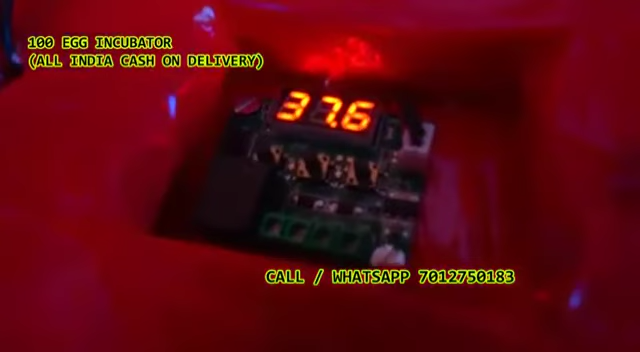 100 EGG INCUBATOR
(ALL INDIA CASH ON DELIVERY)
37.6
CALL / WHATSAPP 7012750183